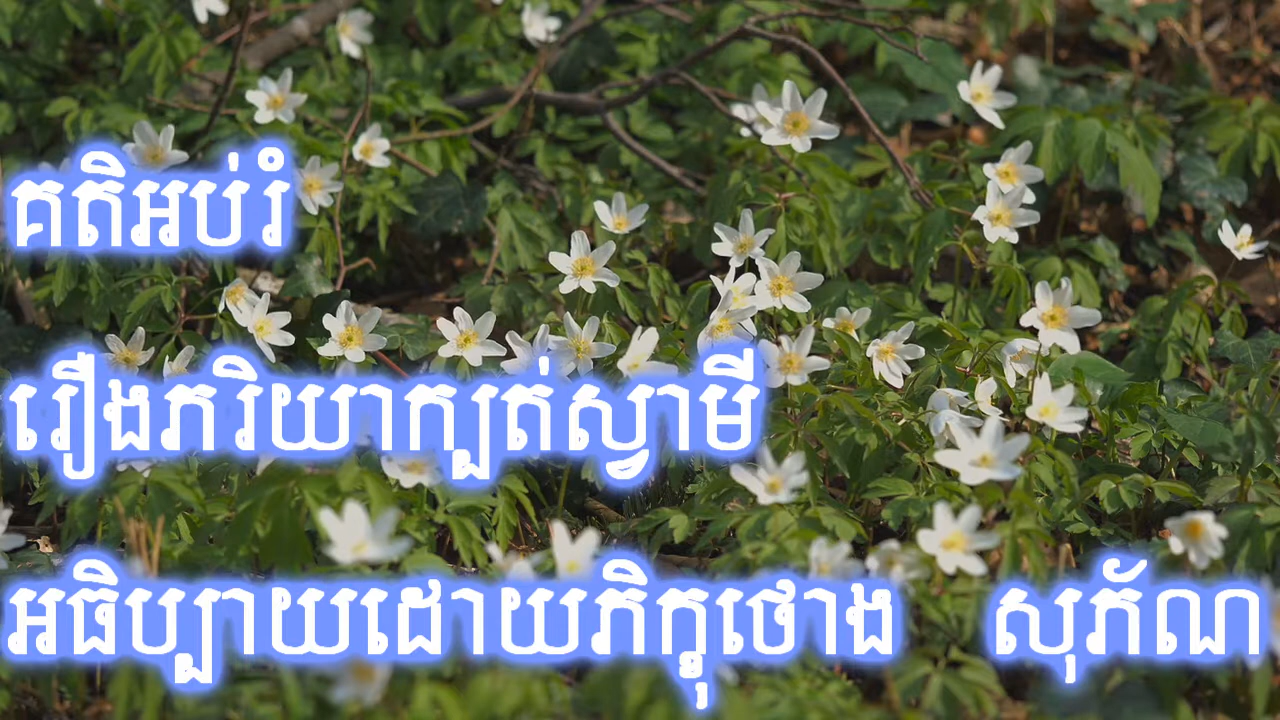 គតិអប់រំ
រឿងភរិយាក្បត់ស្វាមី
អធិប្បាយដោយភិក្ខុថោង សុភ័ណ